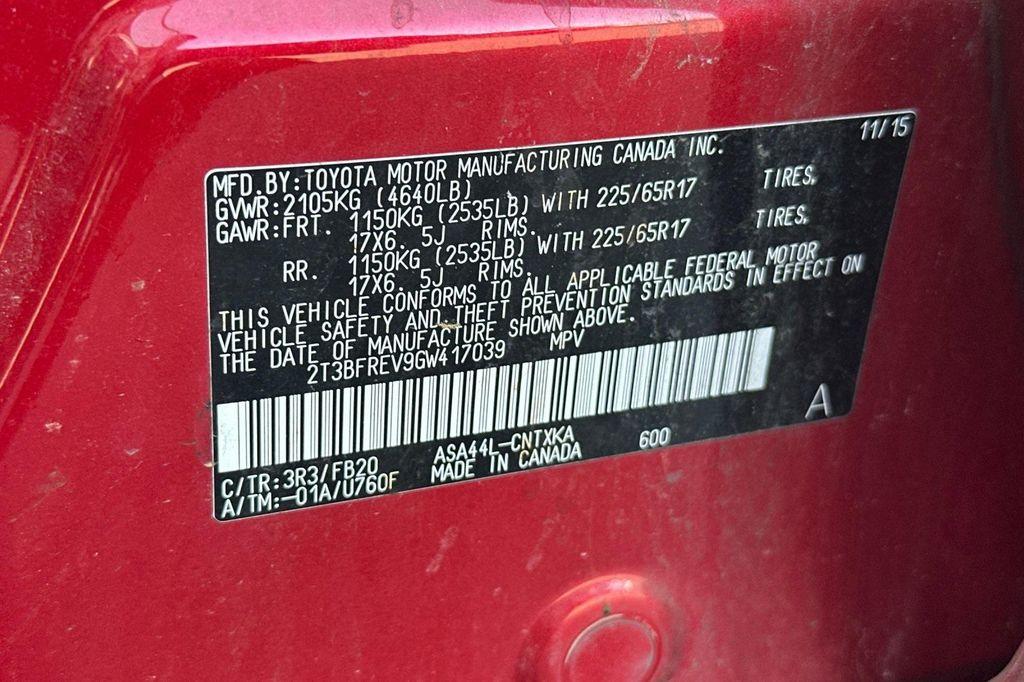 11/15
MFD.BY:TOYOTA MOTOR MANUFACTURING CANADA INC.
GVWR:2105KG (4640LB)
GAWR:FRT. 1150KG (2535LB) WITH 225/65R17 TIRES,
17X6. 5J RIMS.
RR. 1150KG (2535LB) WITH 225/65R17 TIRES,
17X6. 5J RIMS.
THIS VEHICLE CONFORMS TO ALL APPLICABLE FEDERAL MOTOR
VEHICLE SAFETY AND THEFT PREVENTION STANDARDS IN EFFECT ON
THE DATE OF MANUFACTURE SHOWN ABOVE.
2T3BFREV9GW417039 MPV
A
C/TR:3R3/FB20 ASA44L-CNTXKA 600
A/TM:-01A/U760F MADE IN CANADA